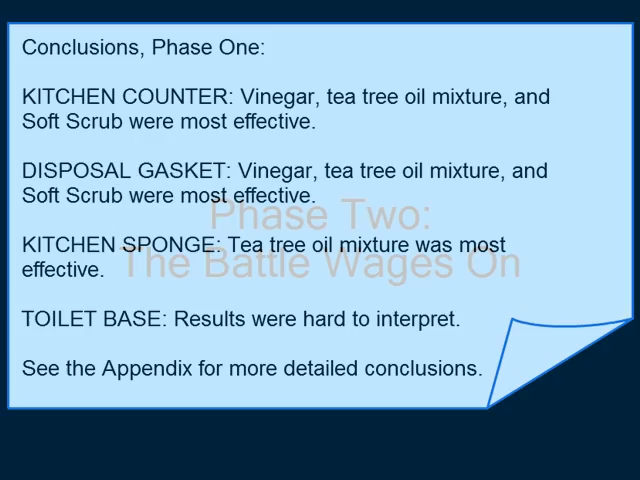 Conclusions, Phase One:
KITCHEN COUNTER: Vinegar, tea tree oil mixture, and
Soft Scrub were most effective.
DISPOSAL GASKET: Vinegar, tea tree oil mixture, and
Soft Scrub were most effective.
Phase Two:
KITCHEN SPONGE: Tea tree oil mixture was most
effective.
The Battle Wages On
TOILET BASE: Results were hard to interpret.
See the Appendix for more detailed conclusions.